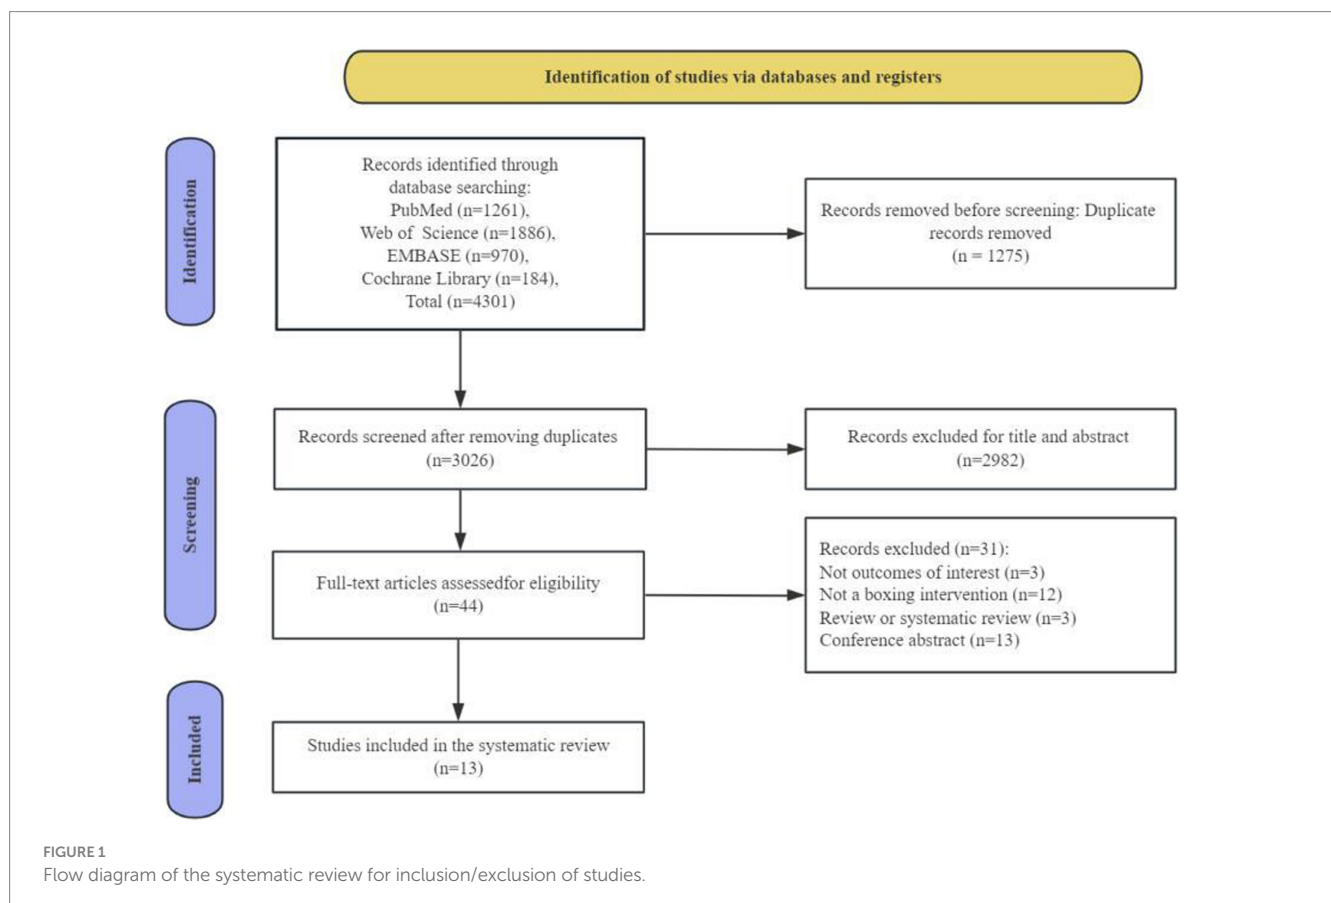 Identification of studies via databases and registers
Identification
Records identified through
database searching:
PubMed (n=1261),
Web of Science (n=1886),
EMBASE (n=970),
Cochrane Library (n=184),
Total (n=4301)
Records removed before screening: Duplicate
records removed
(n = 1275)
Screening
Records screened after removing duplicates
(n=3026)
Records excluded for title and abstract
(n=2982)
Full-text articles assessedfor eligibility
(n=44)
Records excluded (n=31):
Not outcomes of interest (n=3)
Not a boxing intervention (n=12)
Review or systematic review (n=3)
Conference abstract (n=13)
Included
Studies included in the systematic review
(n=13)
FIGURE 1
Flow diagram of the systematic review for inclusion/exclusion of studies.